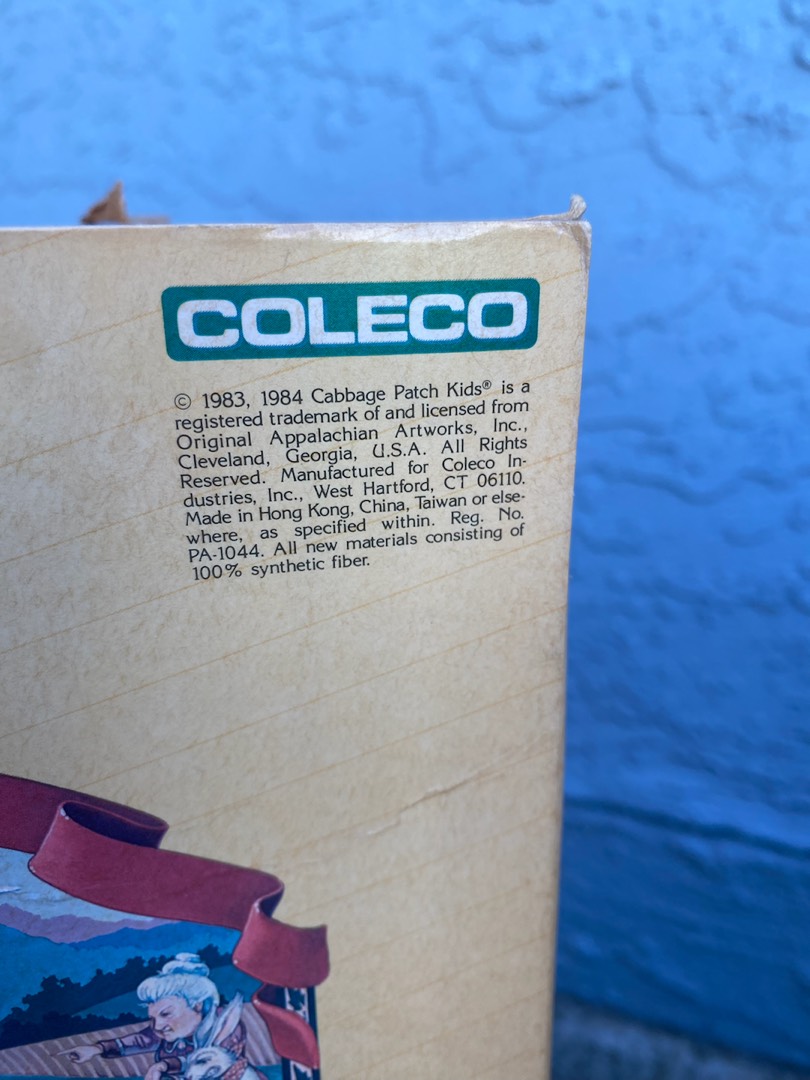 COLECO
© 1983, 1984 Cabbage Patch Kids® is a
registered trademark of and licensed from
Original Appalachian Artworks, Inc.,
Cleveland, Georgia, U.S.A. All Rights
Reserved. Manufactured for Coleco In-
dustries, Inc., West Hartford, CT 06110.
Made in Hong Kong, China, Taiwan or else-
where, as specified within. Reg. No.
PA-1044. All new materials consisting of
100% synthetic fiber.